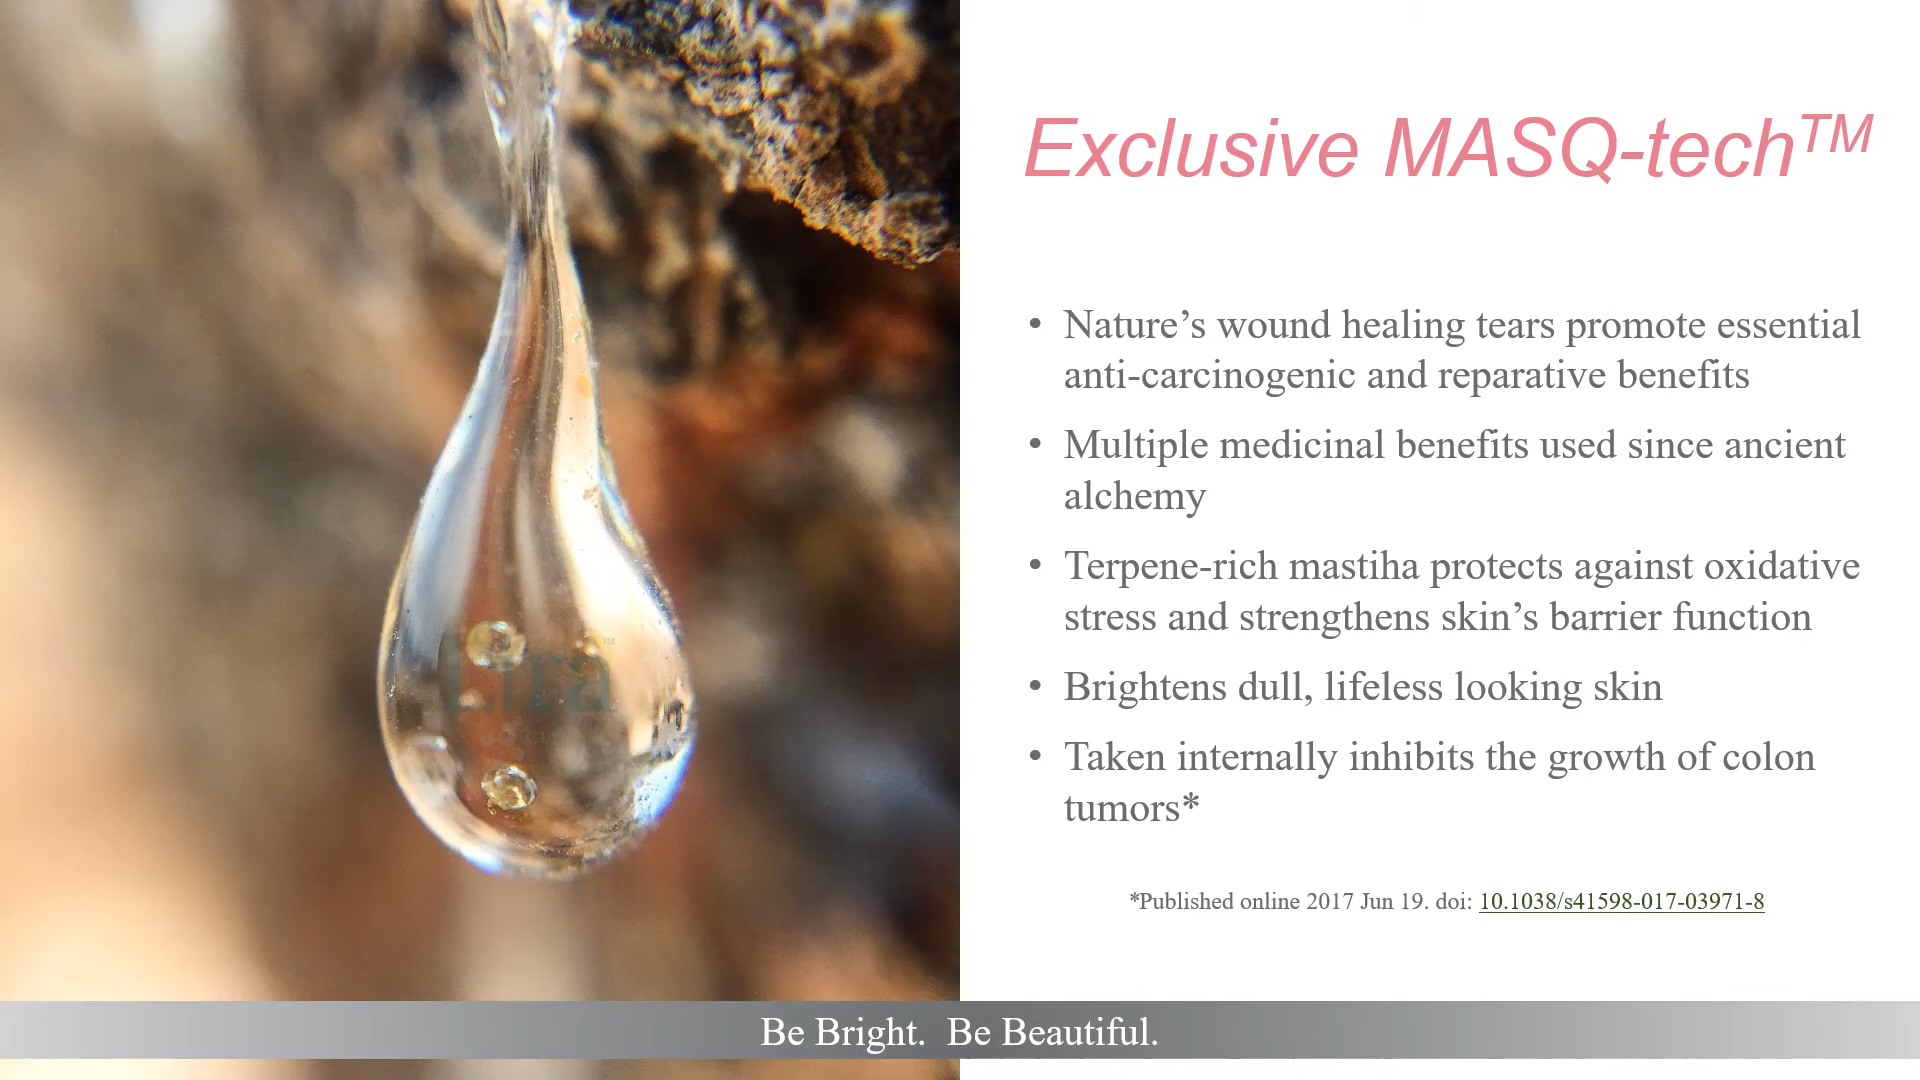 Exclusive MASQ-tech™
• Nature’s wound healing tears promote essential
anti-carcinogenic and reparative benefits
• Multiple medicinal benefits used since ancient
alchemy
• Terpene-rich mastiha protects against oxidative
stress and strengthens skin’s barrier function
• Brightens dull, lifeless looking skin
• Taken internally inhibits the growth of colon
tumors*
*Published online 2017 Jun 19. doi: 10.1038/s41598-017-03971-8
Lira™
Be Bright.  Be Beautiful.